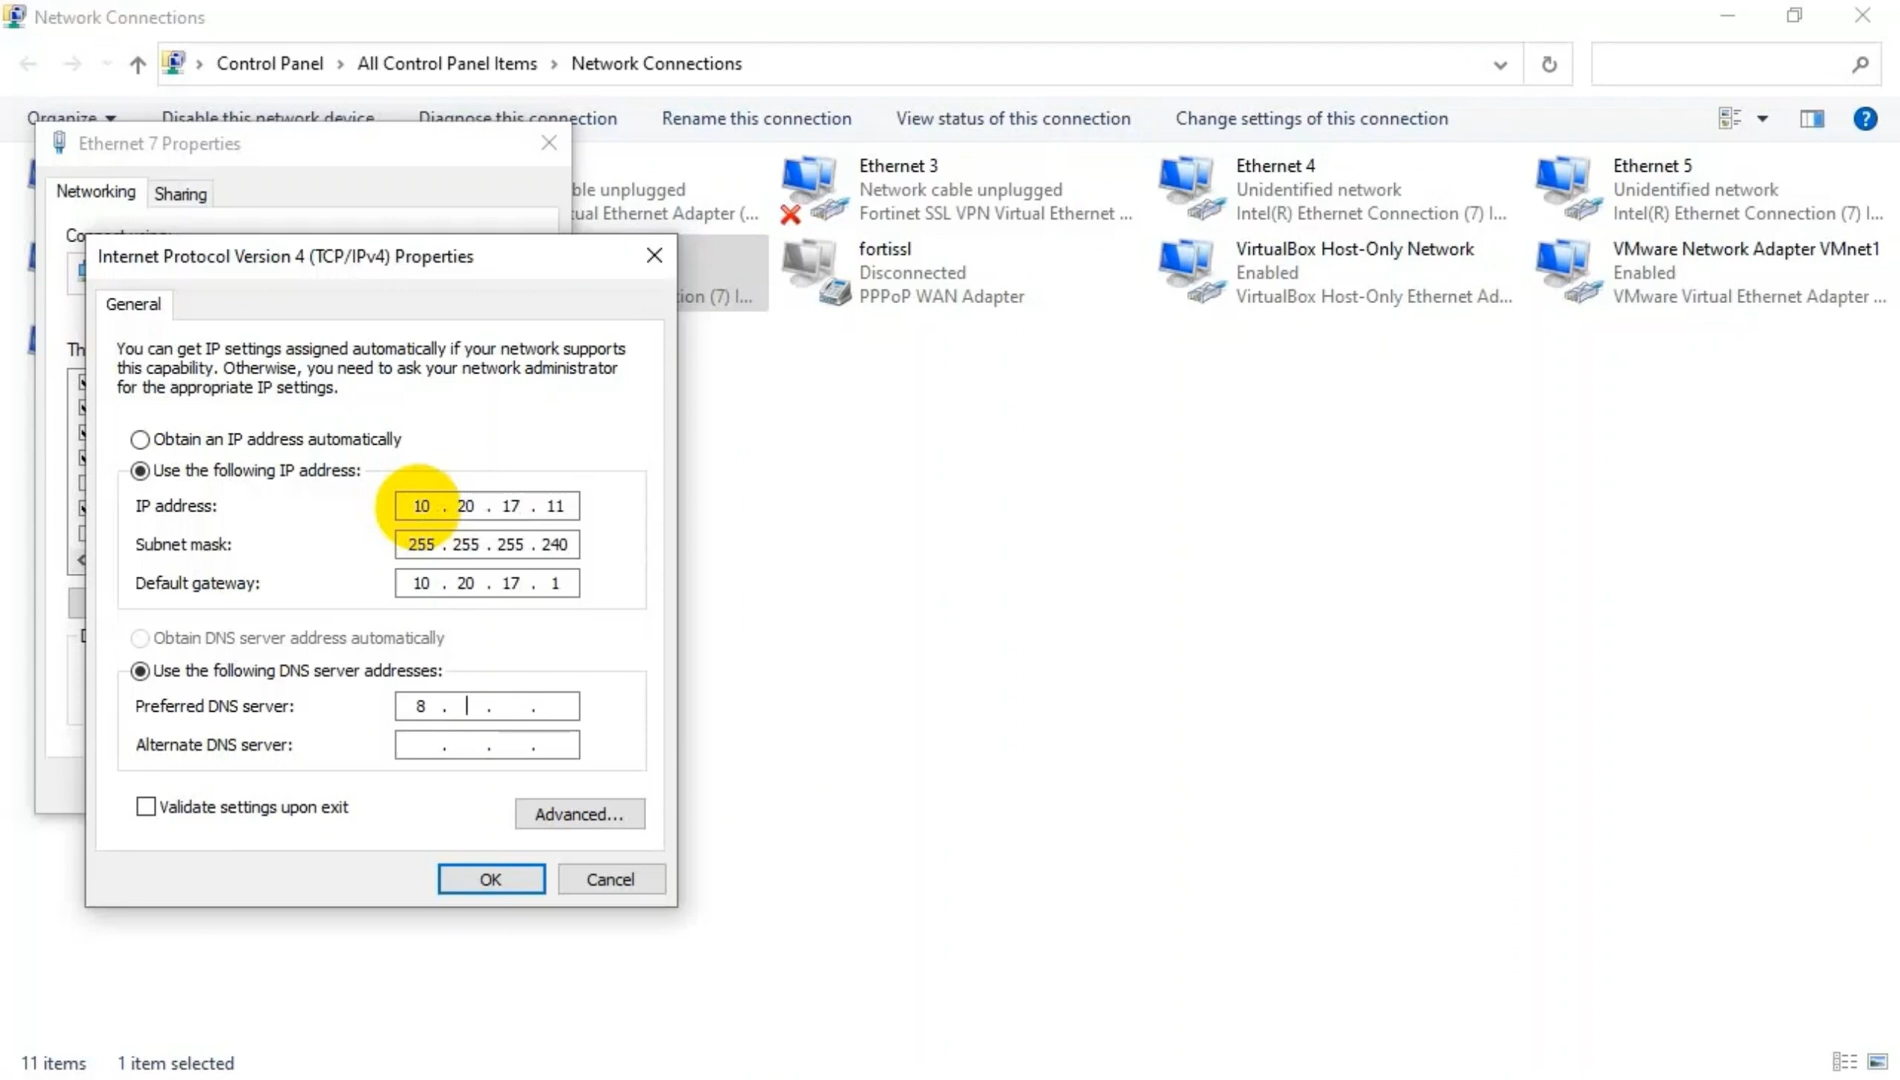 Network Connections
Control Panel > All Control Panel Items > Network Connections
Organize Disable this network device Diagnose this connection Rename this connection View status of this connection Change settings of this connection
Ethernet 7 Properties
Networking Sharing
Internet Protocol Version 4 (TCP/IPv4) Properties
General
You can get IP settings assigned automatically if your network supports
this capability. Otherwise, you need to ask your network administrator
for the appropriate IP settings.
Obtain an IP address automatically
Use the following IP address:
IP address: 10 . 20 . 17 . 11
Subnet mask: 255 . 255 . 255 . 240
Default gateway: 10 . 20 . 17 . 1
Obtain DNS server address automatically
Use the following DNS server addresses:
Preferred DNS server: 8 . . .
Alternate DNS server: . . .
Validate settings upon exit
Advanced...
OK Cancel
ble unplugged
ual Ethernet Adapter (...
ion (7) I...
Ethernet 3
Network cable unplugged
Fortinet SSL VPN Virtual Ethernet ...
Ethernet 4
Unidentified network
Intel(R) Ethernet Connection (7) I...
Ethernet 5
Unidentified network
Intel(R) Ethernet Connection (7) I...
fortissl
Disconnected
PPPoP WAN Adapter
VirtualBox Host-Only Network
Enabled
VirtualBox Host-Only Ethernet Ad...
VMware Network Adapter VMnet1
Enabled
VMware Virtual Ethernet Adapter ...
11 items 1 item selected